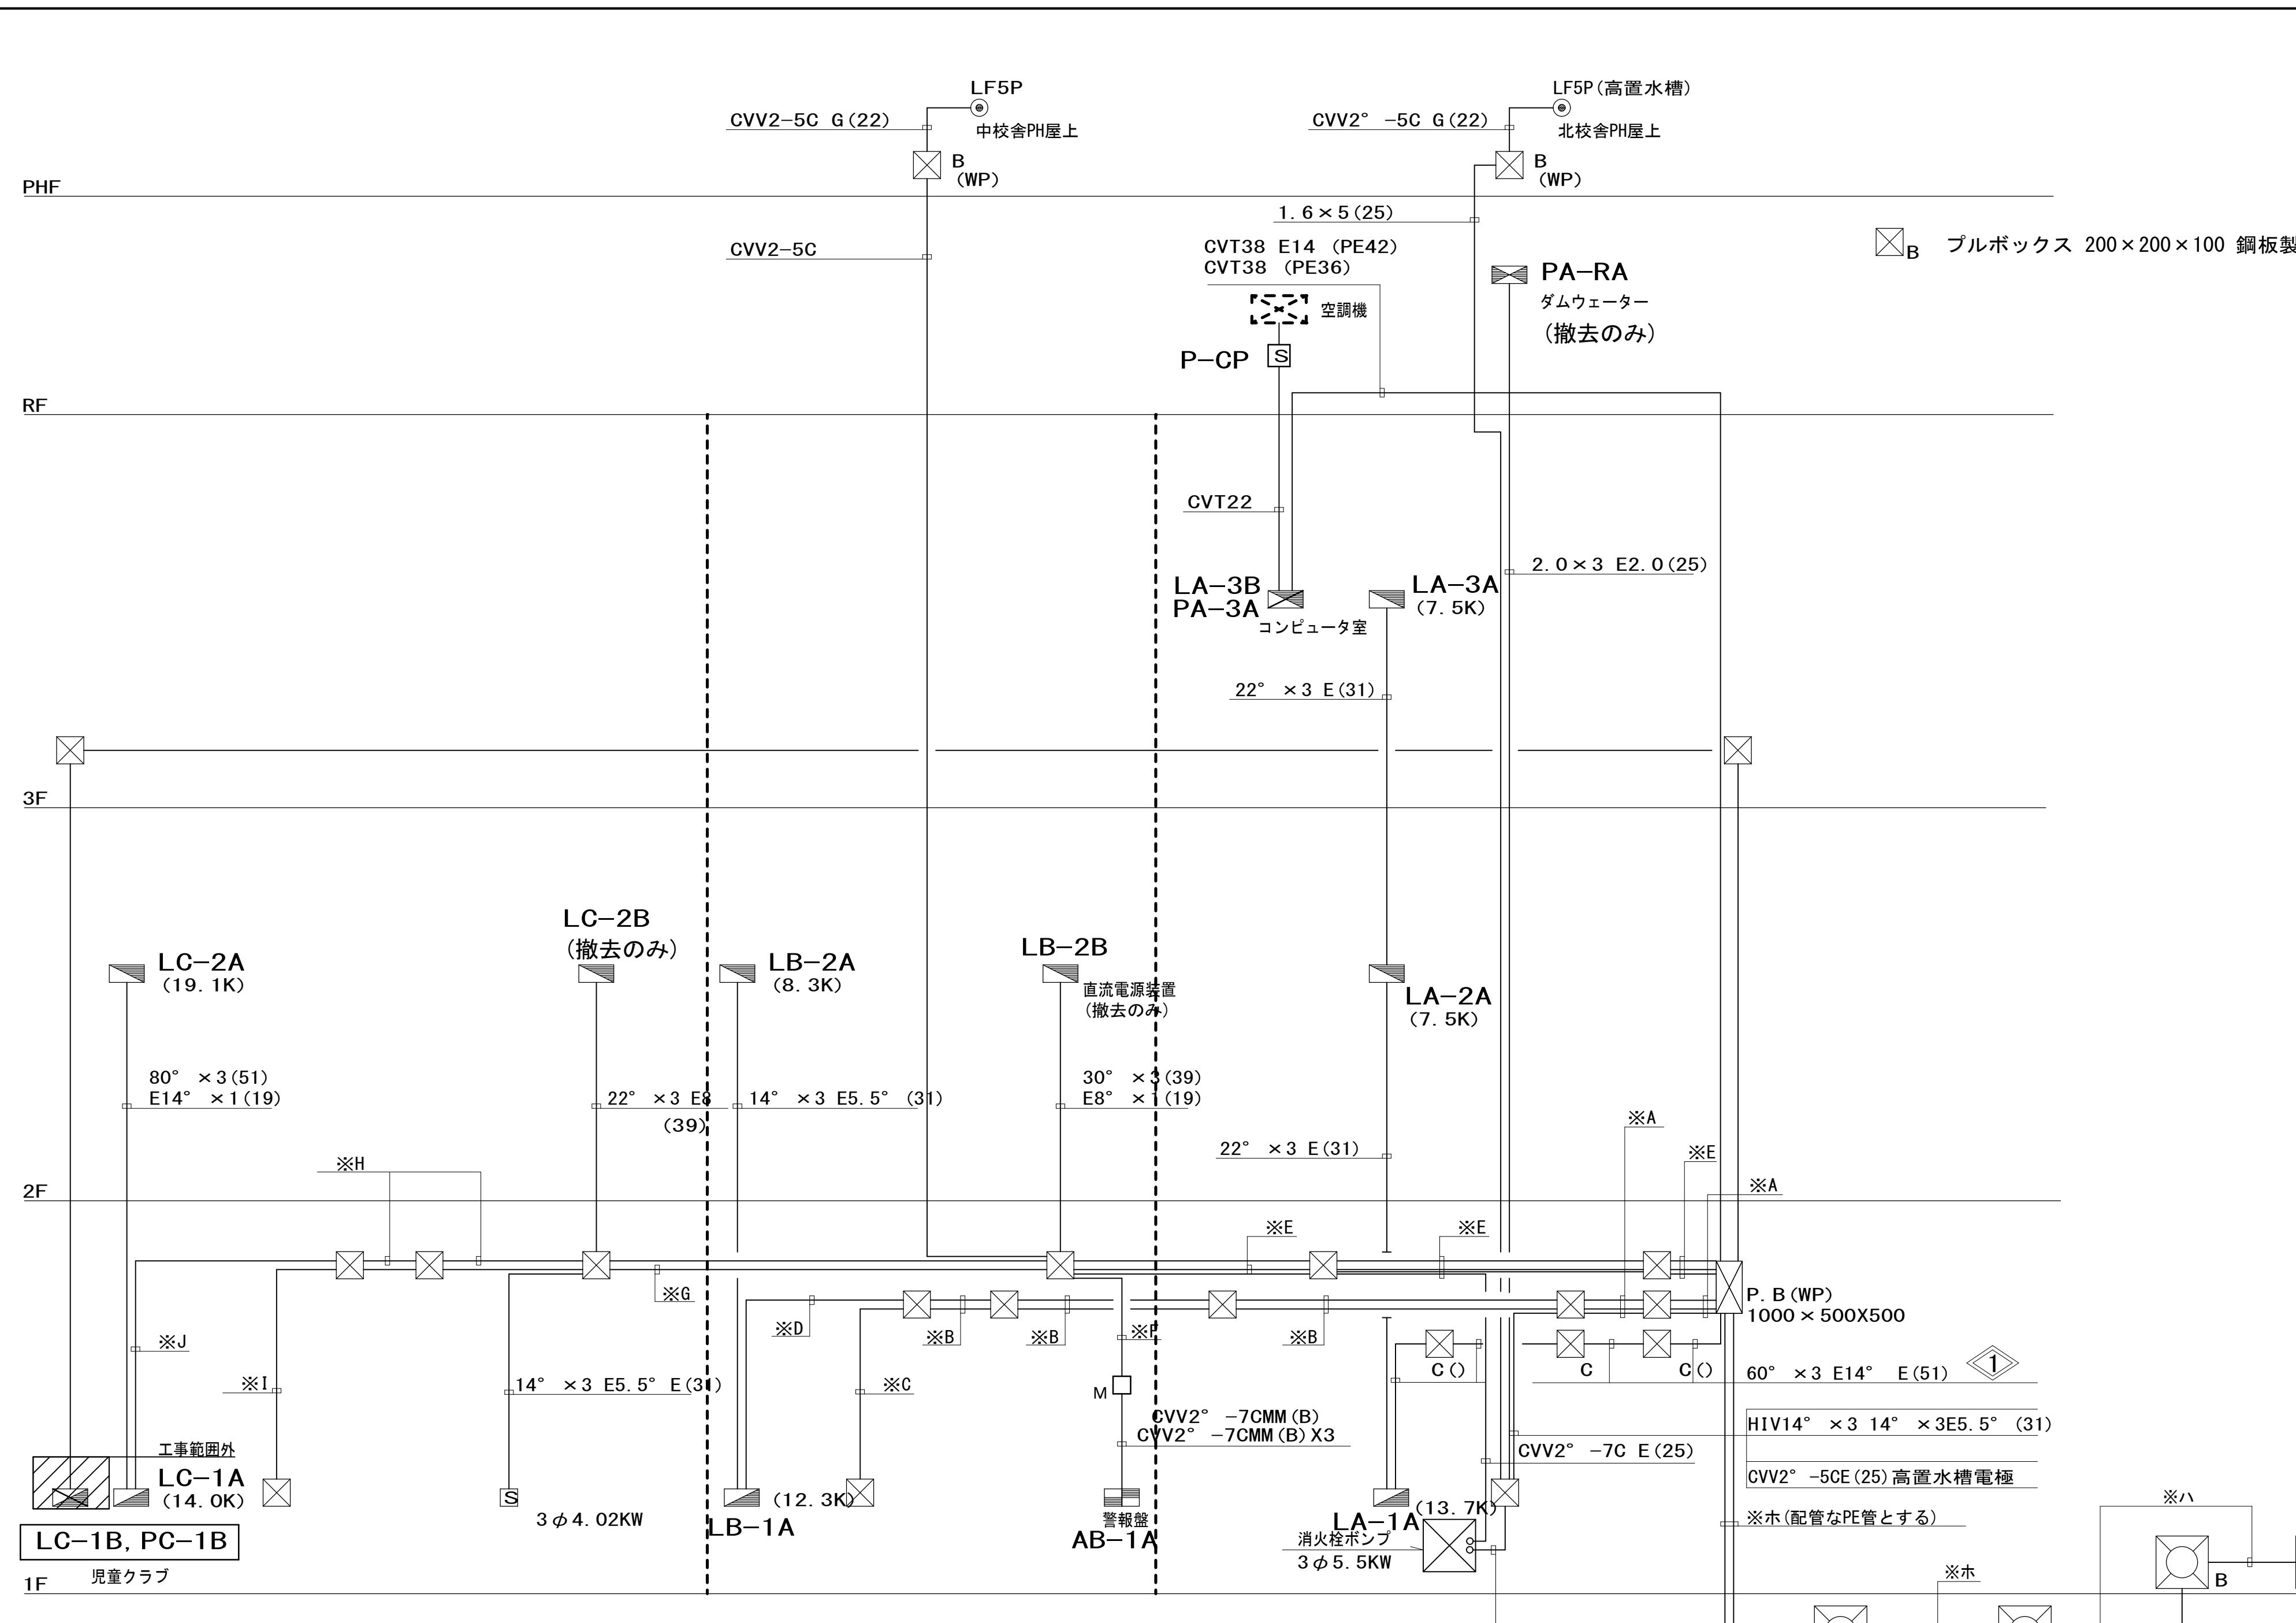 LF5P
CVV2-5C G(22)
中校舎PH屋上
B
(WP)
LF5P(高置水槽)
CVV2° -5C G(22)
北校舎PH屋上
B
(WP)
PHF
1.6×5(25)
CVV2-5C
CVT38 E14 (PE42)
CVT38 (PE36)
B プルボックス 200×200×100 鋼板製
PA-RA
ダムウェーター
(撤去のみ)
空調機
P-CP S
RF
CVT22
2.0×3 E2.0(25)
LA-3B
PA-3A
コンピュータ室
LA-3A
(7.5K)
22° ×3 E(31)
3F
LC-2A
(19.1K)
LC-2B
(撤去のみ)
LB-2A
(8.3K)
LB-2B
直流電源装置
(撤去のみ)
LA-2A
(7.5K)
80° ×3(51)
E14° ×1(19)
22° ×3 E8
(39)
14° ×3 E5.5° (31)
30° ×3(39)
E8° ×1(19)
22° ×3 E(31)
※A
※E
※A
※H
2F
※E
※E
※G
※D
※B
※B
※F
※B
P.B(WP)
1000×500X500
※J
※I
14° ×3 E5.5° E(31)
※C
M
C()
C
C()
60° ×3 E14° E(51)
1
CVV2° -7CMM(B)
CVV2° -7CMM(B)X3
HIV14° ×3 14° ×3E5.5° (31)
CVV2° -7C E(25)
CVV2° -5CE(25)高置水槽電極
※ホ(配管なPE管とする)
工事範囲外
LC-1A
(14.0K)
S
3φ4.02KW
(12.3K)
LB-1A
警報盤
AB-1A
LA-1A
(13.7K)
消火栓ポンプ
3φ5.5KW
LC-1B,PC-1B
児童クラブ
1F
※ハ
※ホ
B